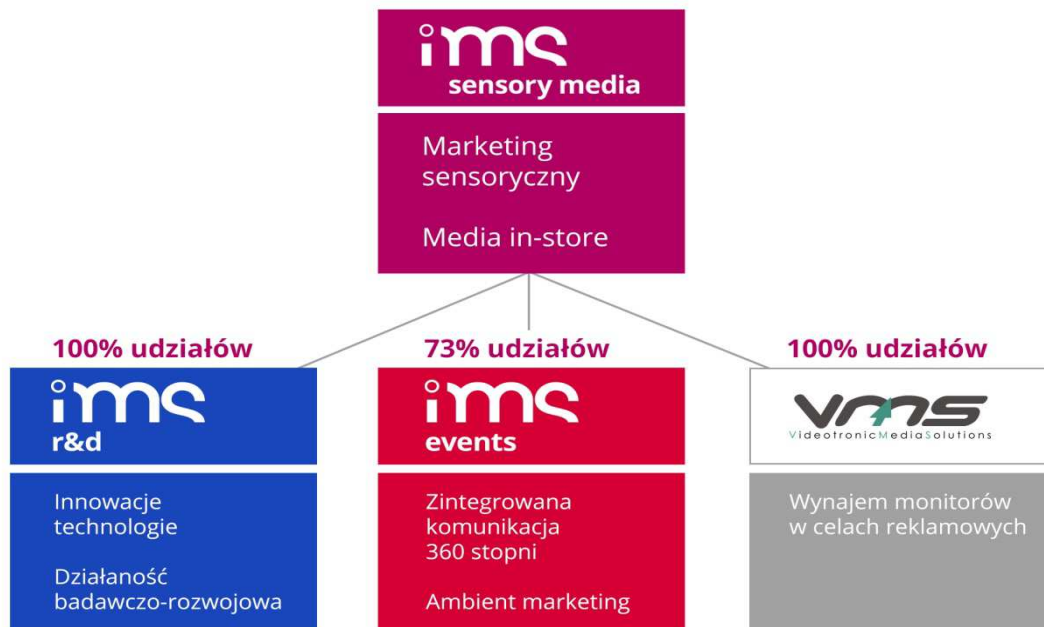 ims
sensory media
Marketing
sensoryczny
Media in-store
100% udziałów
73% udziałów
100% udziałów
ims
r&d
Innowacje
technologie
Działaność
badawczo-rozwojowa
ims
events
Zintegrowana
komunikacja
360 stopni
Ambient marketing
vms
VideotronicMediaSolutions
Wynajem monitorów
w celach reklamowych